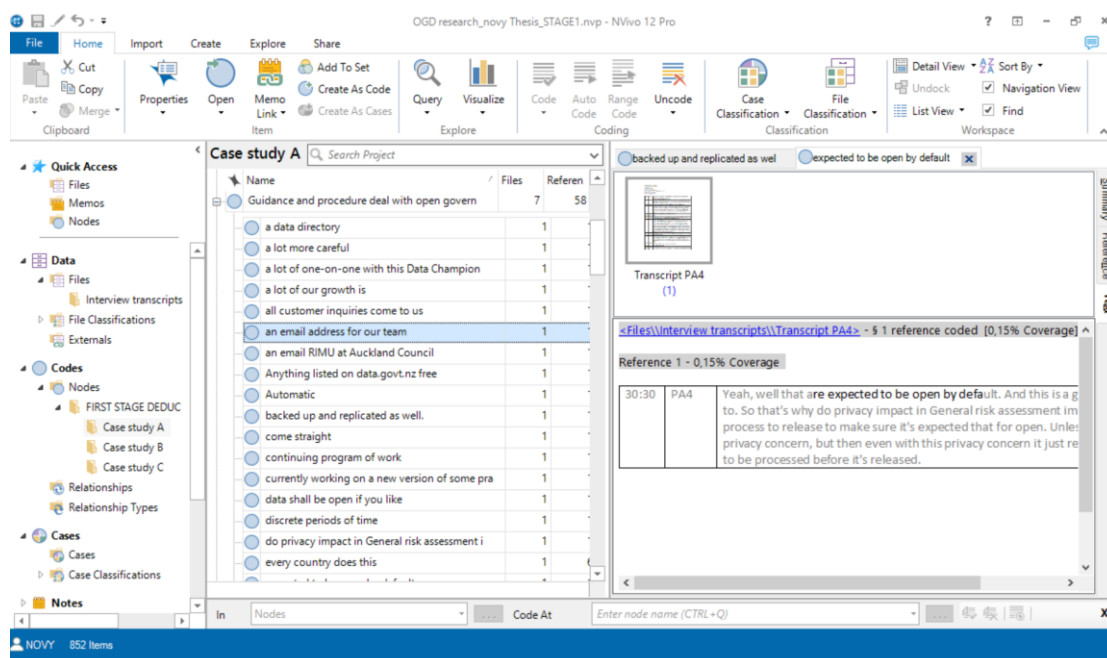 OGD research_novy Thesis_STAGE1.nvp - NVivo 12 Pro
File Home Import Create Explore Share
Paste
Cut
Copy
Merge
Clipboard
Properties
Open
Memo Link
Add To Set
Create As Code
Create As Cases
Item
Query
Visualize
Explore
Code
Auto Code
Range Code
Uncode
Coding
Case Classification
File Classification
Classification
Detail View
Undock
List View
Sort By
Navigation View
Find
Workspace
Quick Access
Files
Memos
Nodes
Data
Files
Interview transcripts
File Classifications
Externals
Codes
Nodes
FIRST STAGE DEDUC
Case study A
Case study B
Case study C
Relationships
Relationship Types
Cases
Cases
Case Classifications
Notes
Case study A Search Project
Name Files Referen
Guidance and procedure deal with open govern 7 58
a data directory 1
a lot more careful 1
a lot of one-on-one with this Data Champion 1
a lot of our growth is 1
all customer inquiries come to us 1
an email address for our team 1
an email RIMU at Auckland Council 1
Anything listed on data.govt.nz free 1
Automatic 1
backed up and replicated as well. 1
come straight 1
continuing program of work 1
currently working on a new version of some pra 1
data shall be open if you like 1
discrete periods of time 1
do privacy impact in General risk assessment i 1
every country does this 1
backed up and replicated as wel
expected to be open by default
Transcript PA4
(1)
Summary
<Files\\Interview transcripts\\Transcript PA4> - § 1 reference coded [0,15% Coverage]
Reference 1 - 0,15% Coverage
30:30 PA4 Yeah, well that are expected to be open by default. And this is a g
to. So that's why do privacy impact in General risk assessment im
process to release to make sure it's expected that for open. Unles
privacy concern, but then even with this privacy concern it just re
to be processed before it's released.
In Nodes ... Code At Enter node name (CTRL+Q) ...
NOVY 852 Items